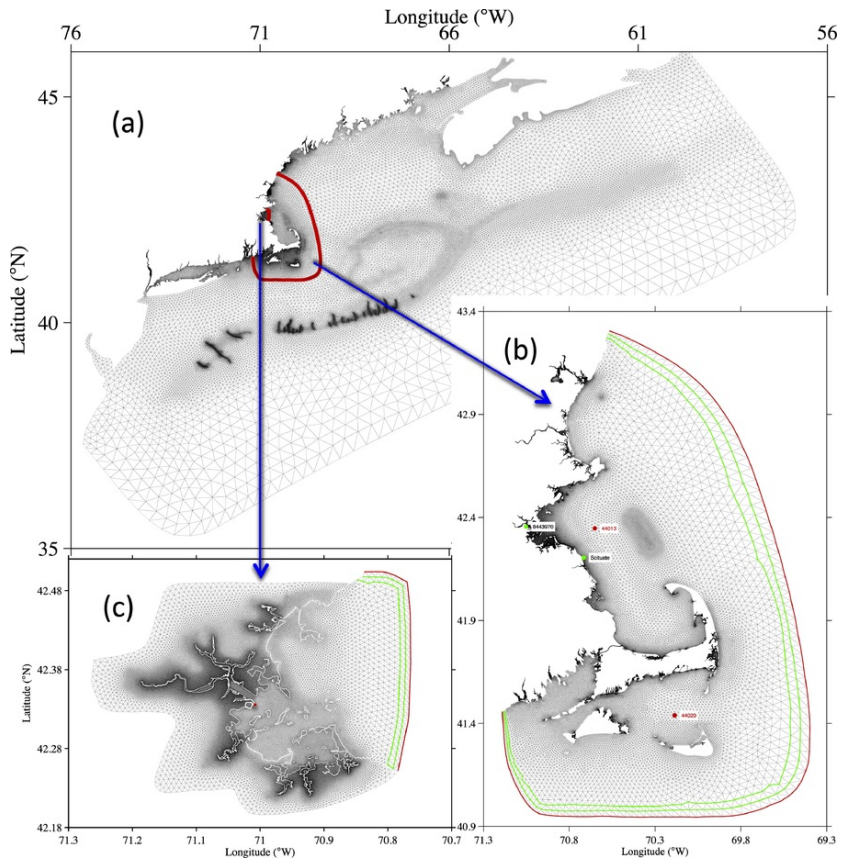 Longitude (°W)
76 71 66 61 56
45
(a)
Latitude (°N)
40
35
43.4
(b)
42.9
42.4
8443970
44013
Scituate
41.9
44020
41.4
40.9
71.3 70.8 70.3 69.8 69.3
Longitude (°W)
Latitude (°W)
42.48
(c)
42.38
Latitude (°N)
42.28
42.18
71.3 71.2 71.1 71 70.9 70.8 70.7
Longitude (°W)